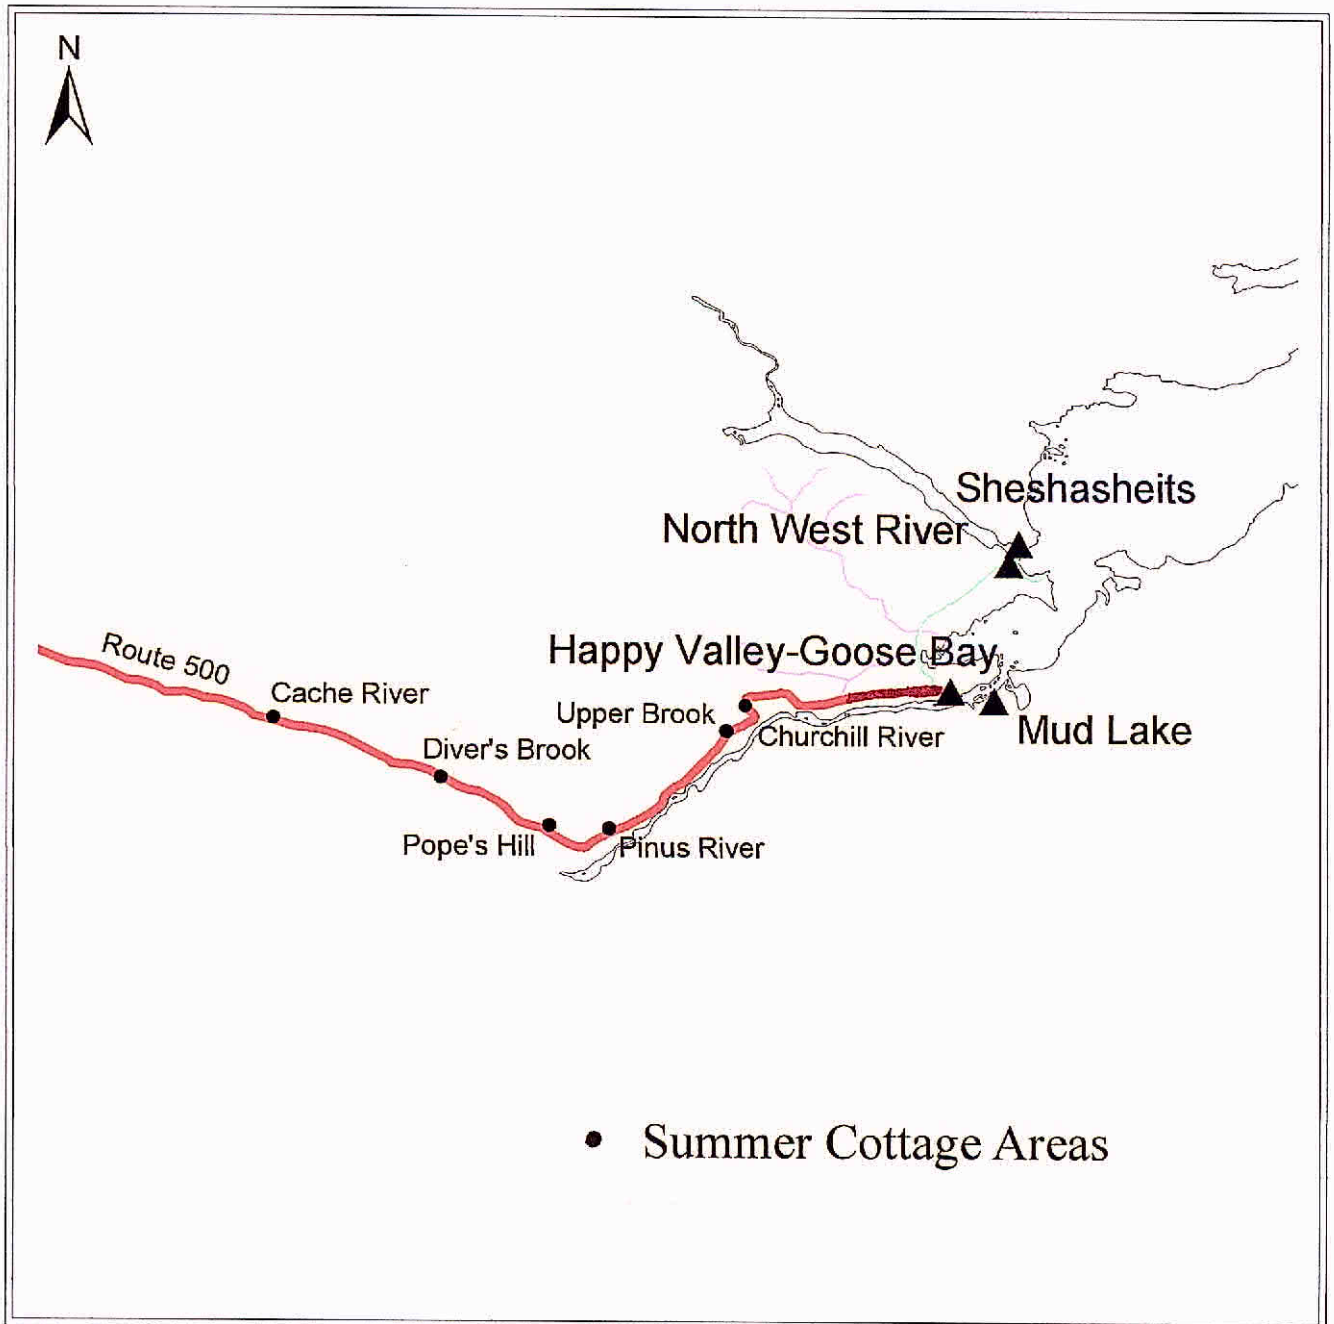 N
Sheshasheits
North West River
Happy Valley-Goose Bay
Route 500
Cache River
Upper Brook
Churchill River
Mud Lake
Diver's Brook
Pope's Hill
Pinus River
Summer Cottage Areas